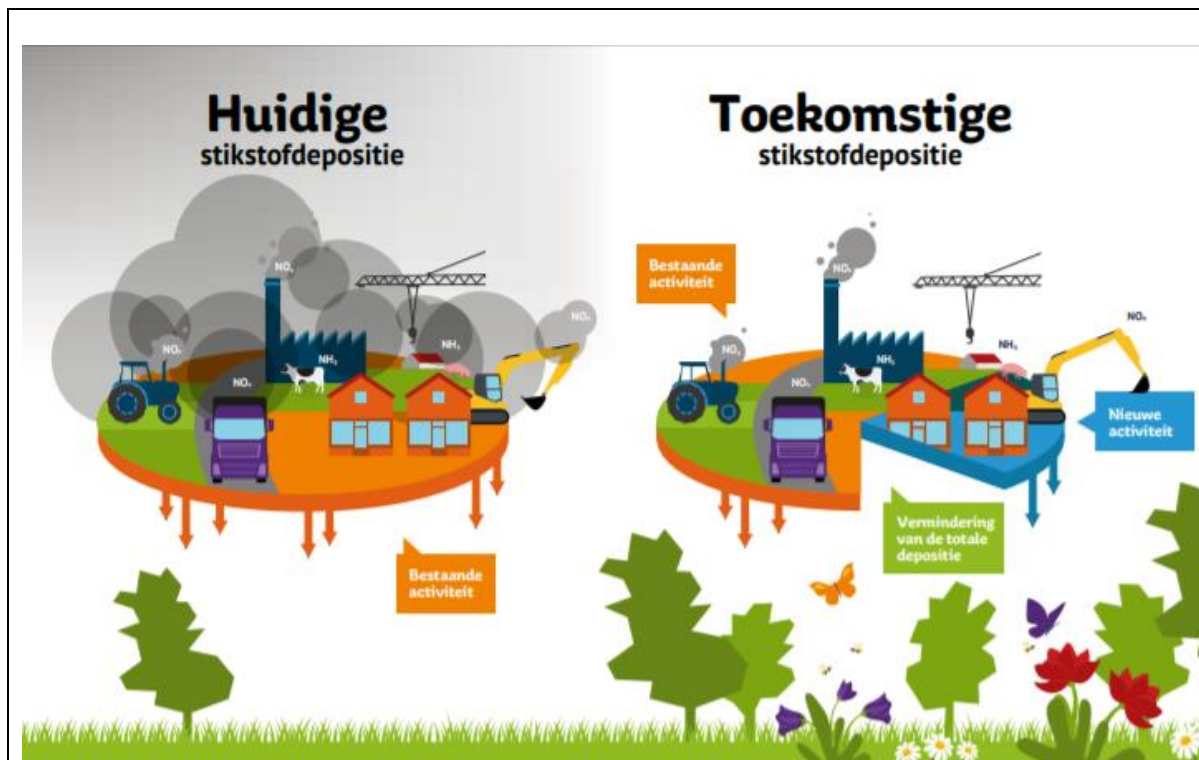 Huidige
stikstofdepositie
NOₓ
NOₓ
NH₃
NH₃
NOₓ
NOₓ
Bestaande
activiteit
Toekomstige
stikstofdepositie
Bestaande
activiteit
NOₓ
NOₓ
NH₃
NH₃
NOₓ
NOₓ
Nieuwe
activiteit
Vermindering
van de totale
depositie